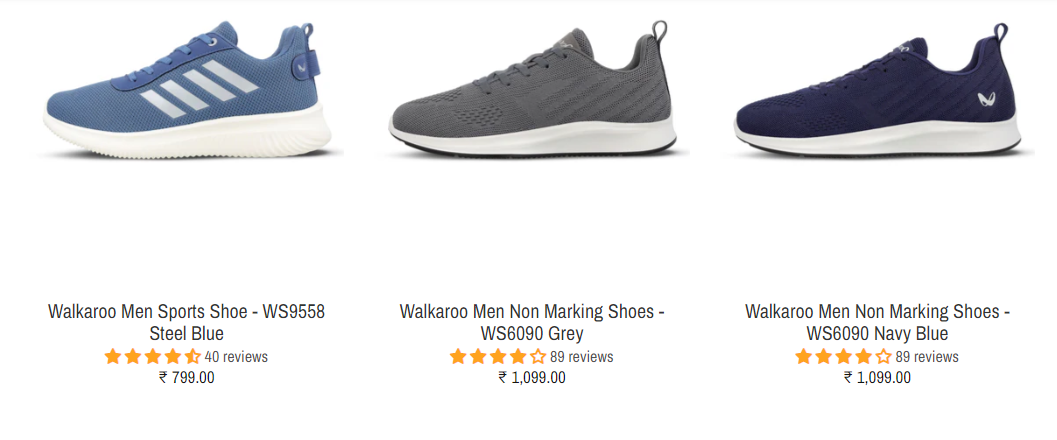 Walkaroo Men Sports Shoe - WS9558
Steel Blue
40 reviews
₹ 799.00
Walkaroo Men Non Marking Shoes -
WS6090 Grey
89 reviews
₹ 1,099.00
Walkaroo Men Non Marking Shoes -
WS6090 Navy Blue
89 reviews
₹ 1,099.00